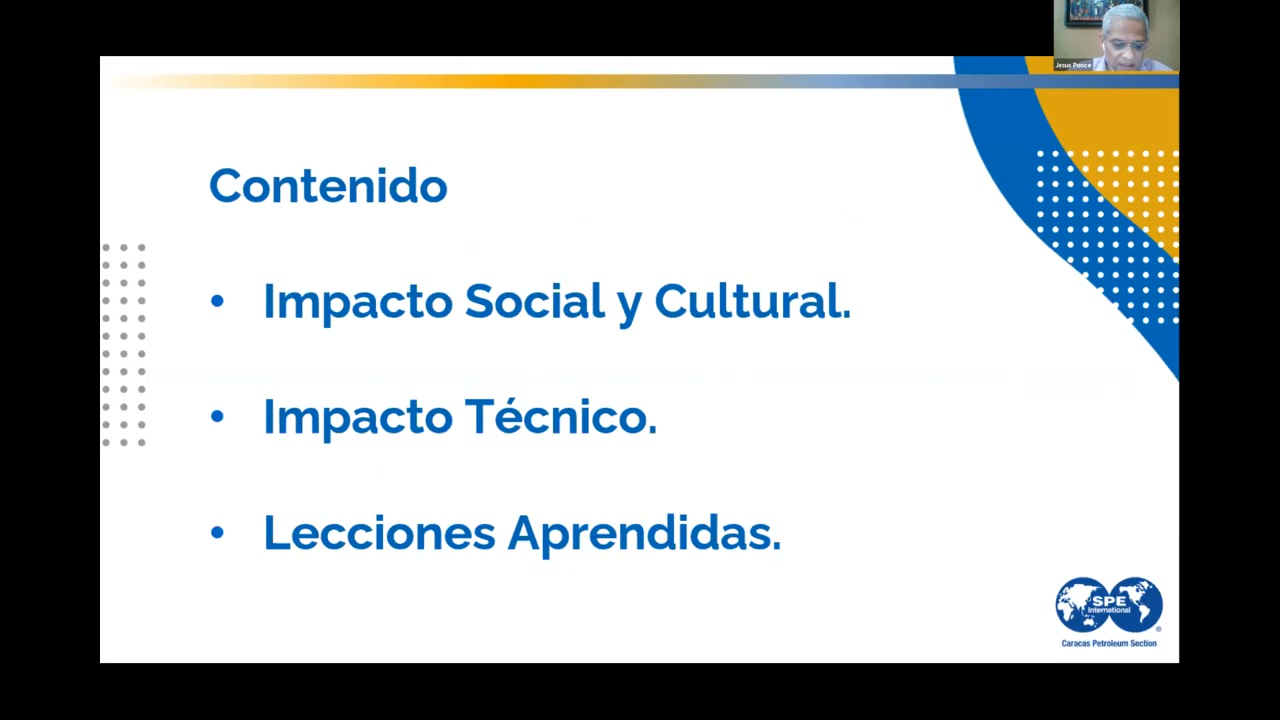 Jesus Ponce
Contenido
• Impacto Social y Cultural.
• Impacto Técnico.
• Lecciones Aprendidas.
SPE
International
®
Caracas Petroleum Section